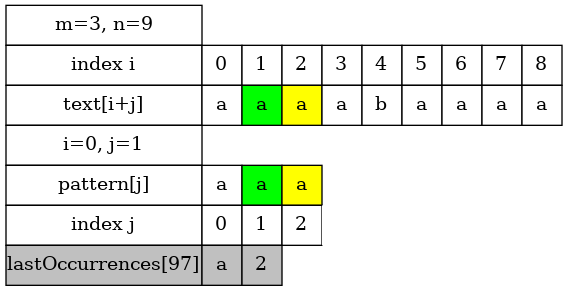 m=3, n=9
index i 0 1 2 3 4 5 6 7 8
text[i+j] a a a a b a a a a
i=0, j=1
pattern[j] a a a
index j 0 1 2
lastOccurrences[97] a 2